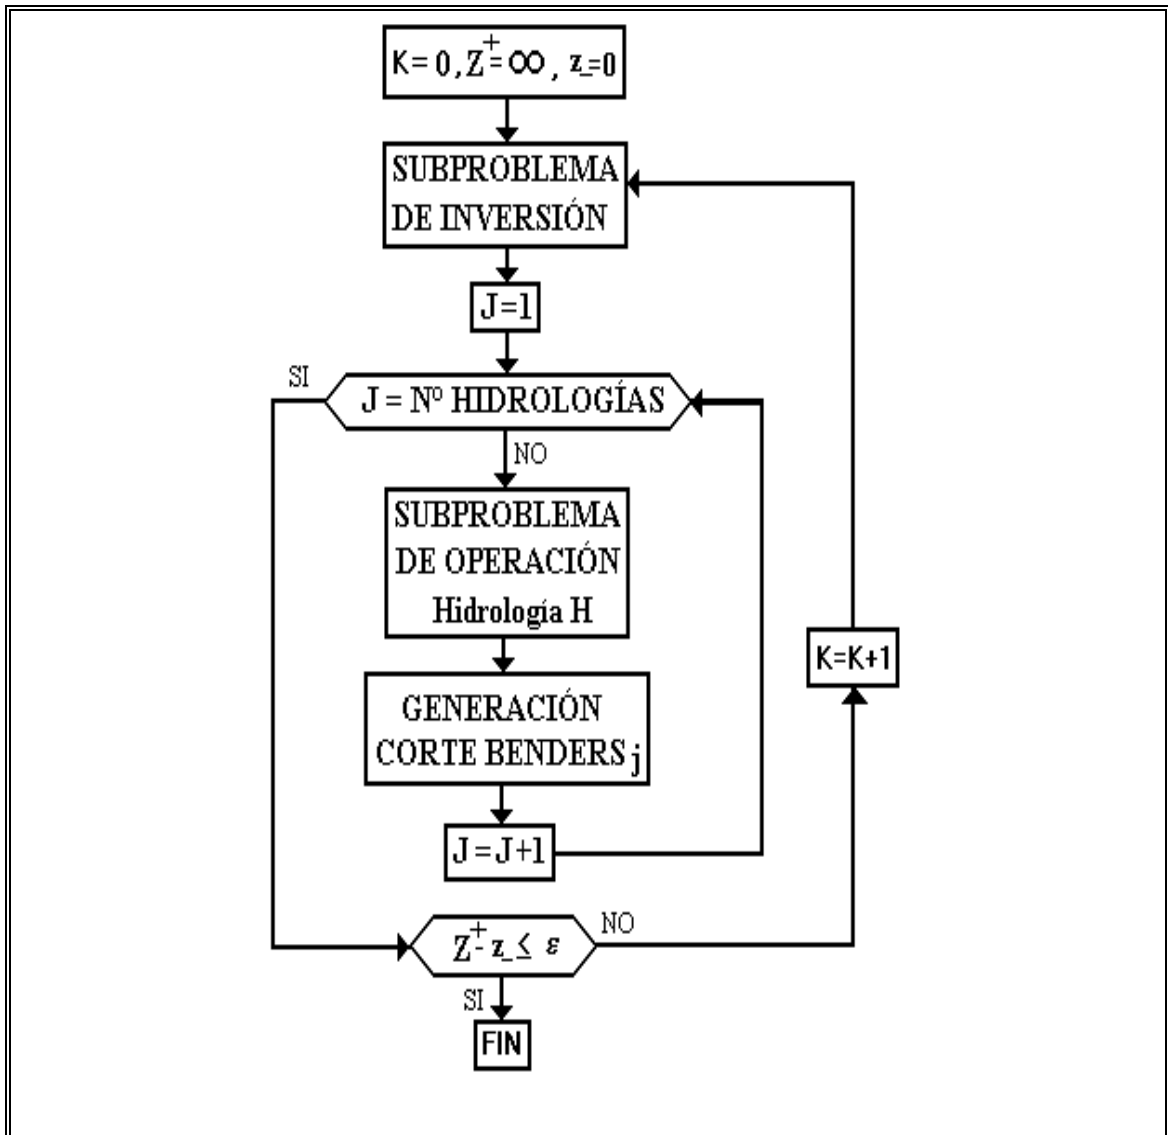 K= 0, Z⁺=∞, z_=0
SUBPROBLEMA
DE INVERSIÓN
J=1
SI
J = Nº HIDROLOGÍAS
NO
SUBPROBLEMA
DE OPERACIÓN
Hidrología H
K=K+1
GENERACIÓN
CORTE BENDERS j
J=J+1
NO
Z⁺- z_ ≤ ε
SI
FIN